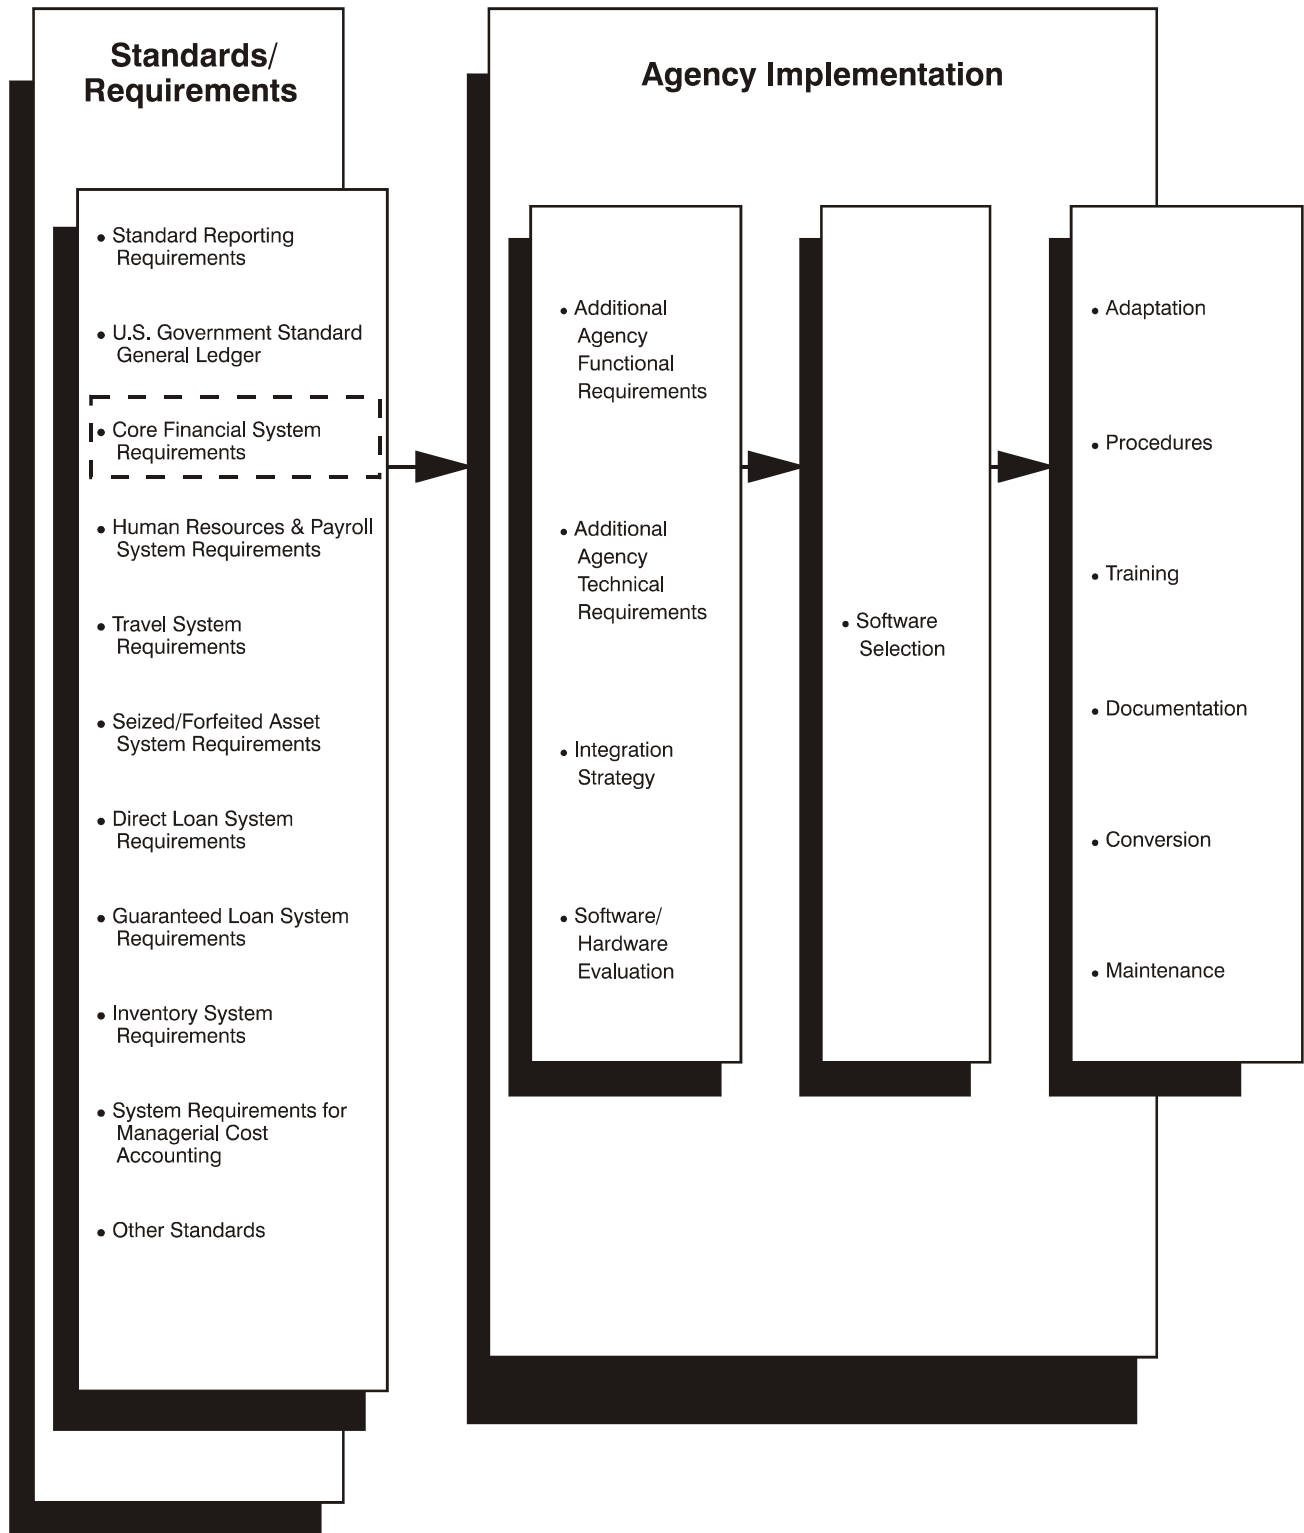 Standards/
Requirements
• Standard Reporting
Requirements
• U.S. Government Standard
General Ledger
• Core Financial System
Requirements
• Human Resources & Payroll
System Requirements
• Travel System
Requirements
• Seized/Forfeited Asset
System Requirements
• Direct Loan System
Requirements
• Guaranteed Loan System
Requirements
• Inventory System
Requirements
• System Requirements for
Managerial Cost
Accounting
• Other Standards
Agency Implementation
• Additional
Agency
Functional
Requirements
• Additional
Agency
Technical
Requirements
• Integration
Strategy
• Software/
Hardware
Evaluation
• Software
Selection
• Adaptation
• Procedures
• Training
• Documentation
• Conversion
• Maintenance